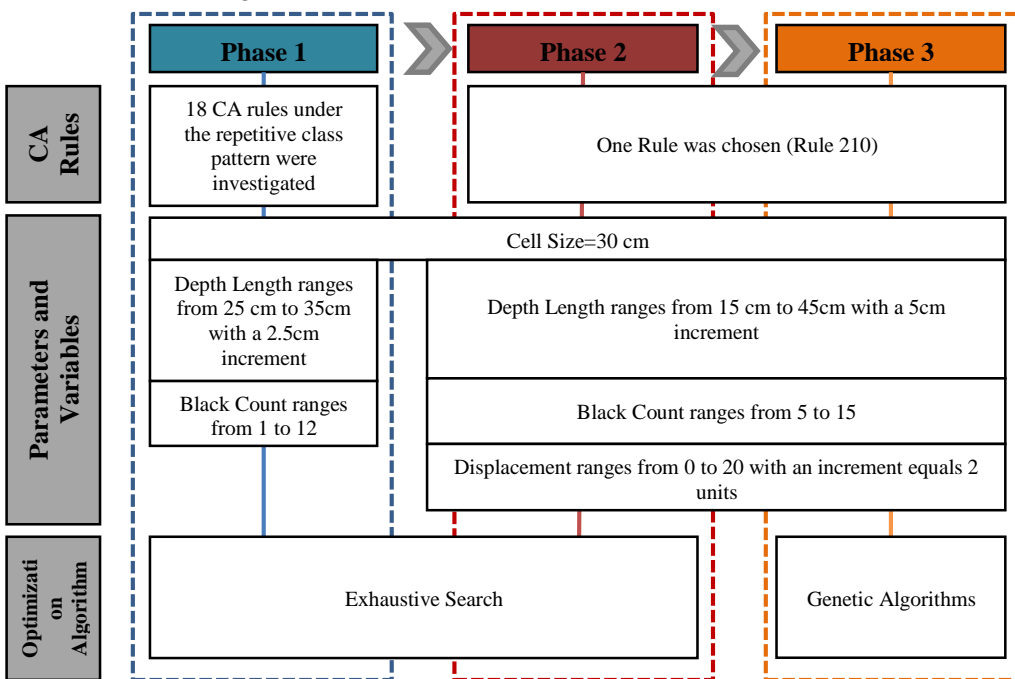 Phase 1
Phase 2
Phase 3
CA
Rules
18 CA rules under
the repetitive class
pattern were
investigated
One Rule was chosen (Rule 210)
Parameters and
Variables
Cell Size=30 cm
Depth Length ranges
from 25 cm to 35cm
with a 2.5cm
increment
Depth Length ranges from 15 cm to 45cm with a 5cm
increment
Black Count ranges
from 1 to 12
Black Count ranges from 5 to 15
Displacement ranges from 0 to 20 with an increment equals 2
units
Optimizati
on
Algorithm
Exhaustive Search
Genetic Algorithms